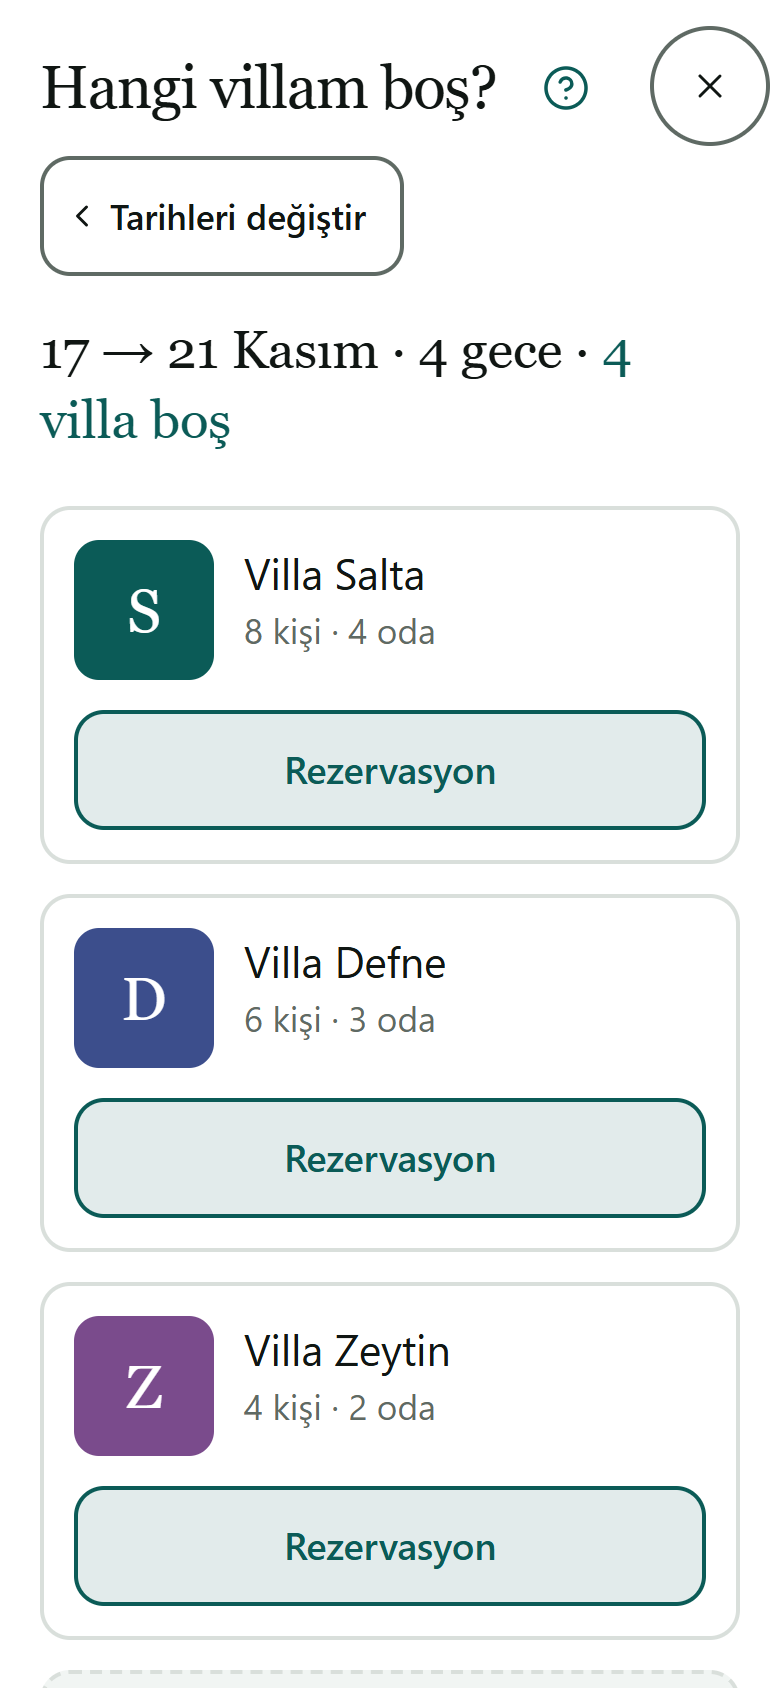 Hangi villam boş?
Tarihleri değiştir
17 → 21 Kasım · 4 gece · 4
villa boş
S
Villa Salta
8 kişi · 4 oda
Rezervasyon
D
Villa Defne
6 kişi · 3 oda
Rezervasyon
Z
Villa Zeytin
4 kişi · 2 oda
Rezervasyon